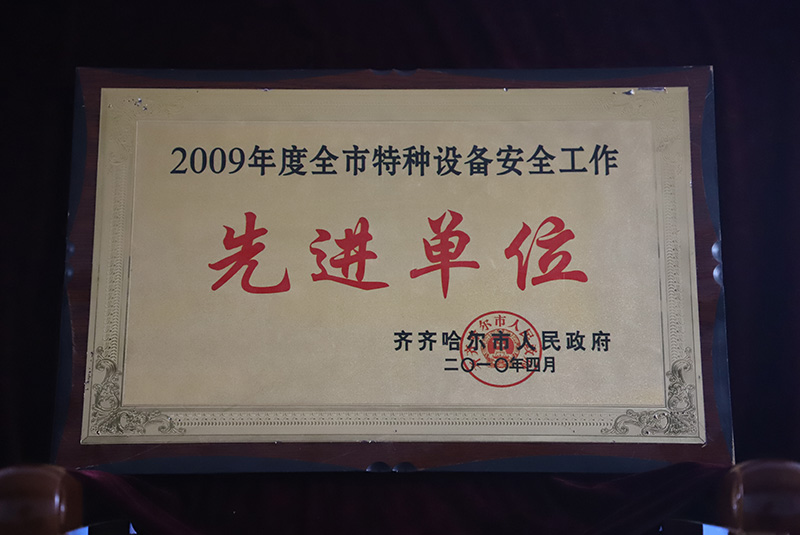 2009年度全市特种设备安全工作
先进单位
齐齐哈尔市人民政府
二〇一〇年四月